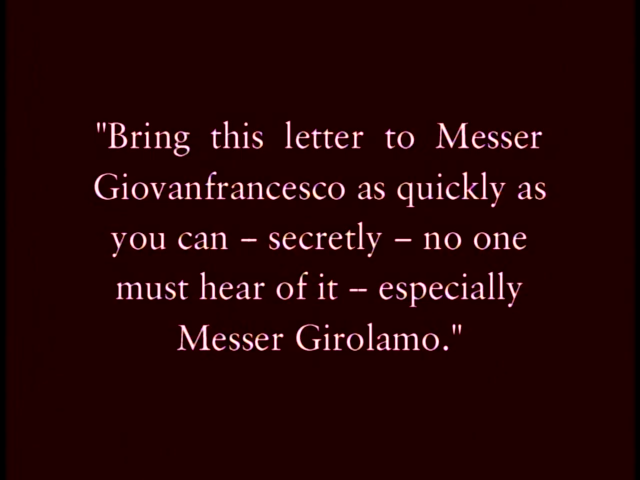 "Bring this letter to Messer
Giovanfrancesco as quickly as
you can – secretly – no one
must hear of it -- especially
Messer Girolamo."